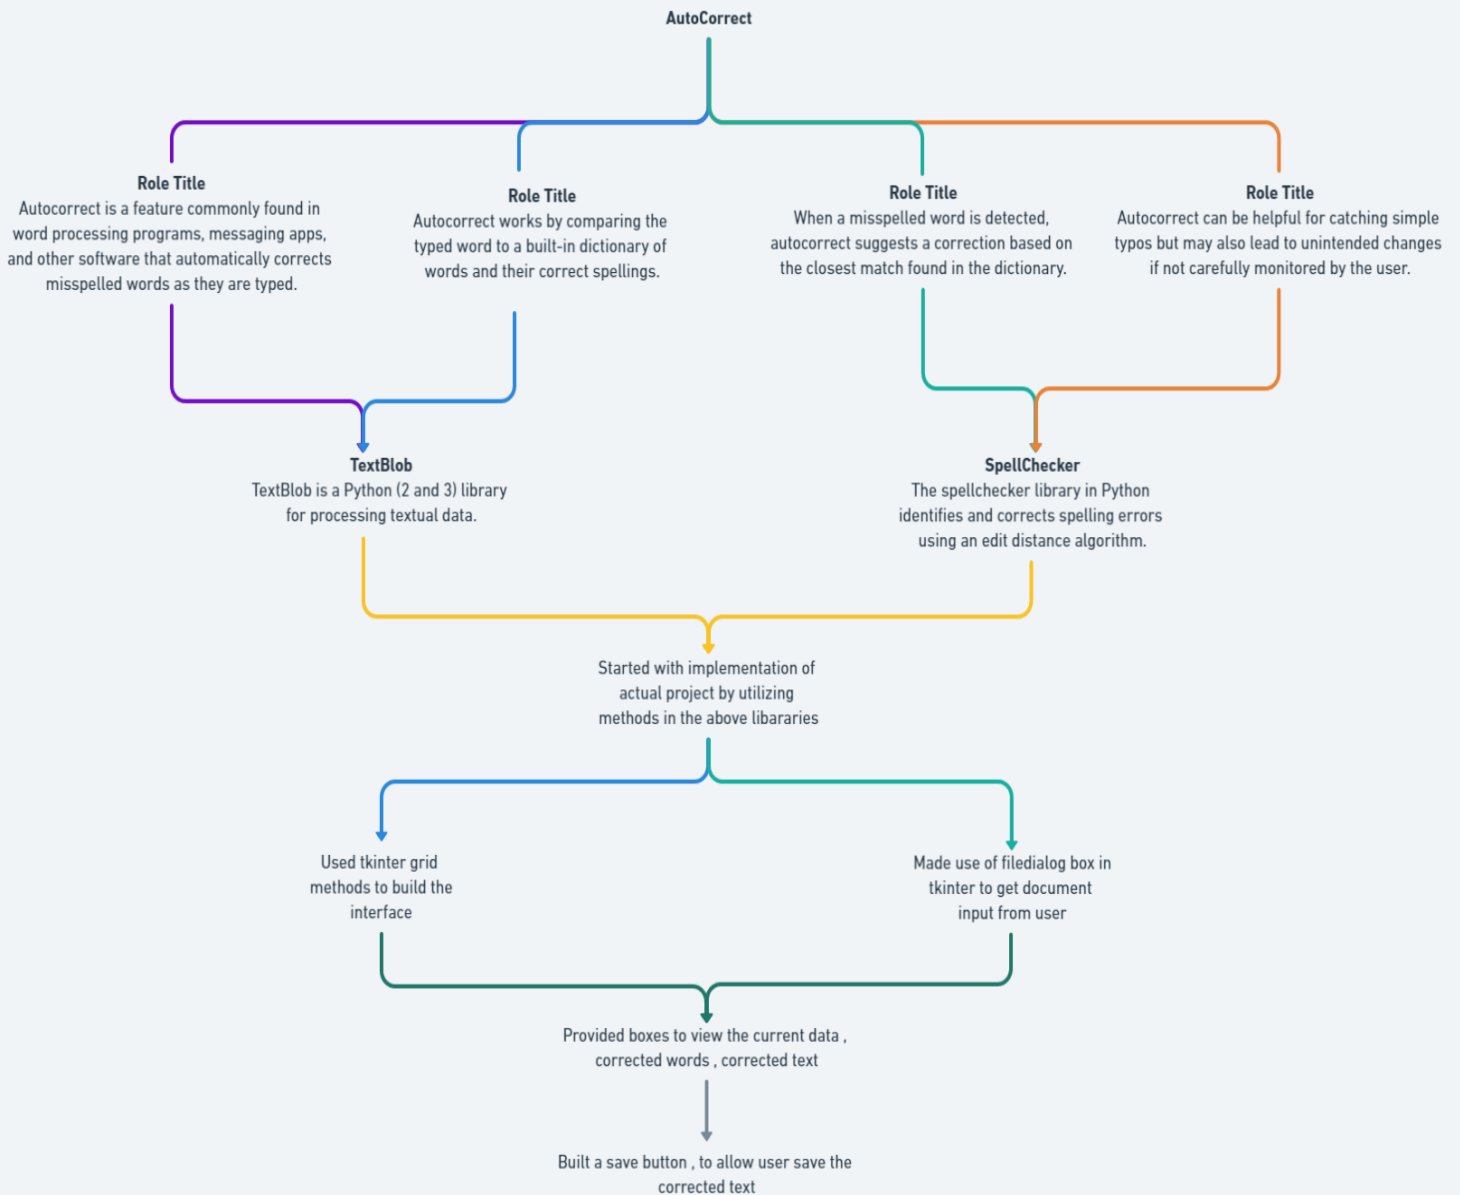 AutoCorrect
Role Title
Autocorrect is a feature commonly found in
word processing programs, messaging apps,
and other software that automatically corrects
misspelled words as they are typed.
Role Title
Autocorrect works by comparing the
typed word to a built-in dictionary of
words and their correct spellings.
Role Title
When a misspelled word is detected,
autocorrect suggests a correction based on
the closest match found in the dictionary.
Role Title
Autocorrect can be helpful for catching simple
typos but may also lead to unintended changes
if not carefully monitored by the user.
TextBlob
TextBlob is a Python (2 and 3) library
for processing textual data.
SpellChecker
The spellchecker library in Python
identifies and corrects spelling errors
using an edit distance algorithm.
Started with implementation of
actual project by utilizing
methods in the above libararies
Used tkinter grid
methods to build the
interface
Made use of filedialog box in
tkinter to get document
input from user
Provided boxes to view the current data ,
corrected words , corrected text
Built a save button , to allow user save the
corrected text